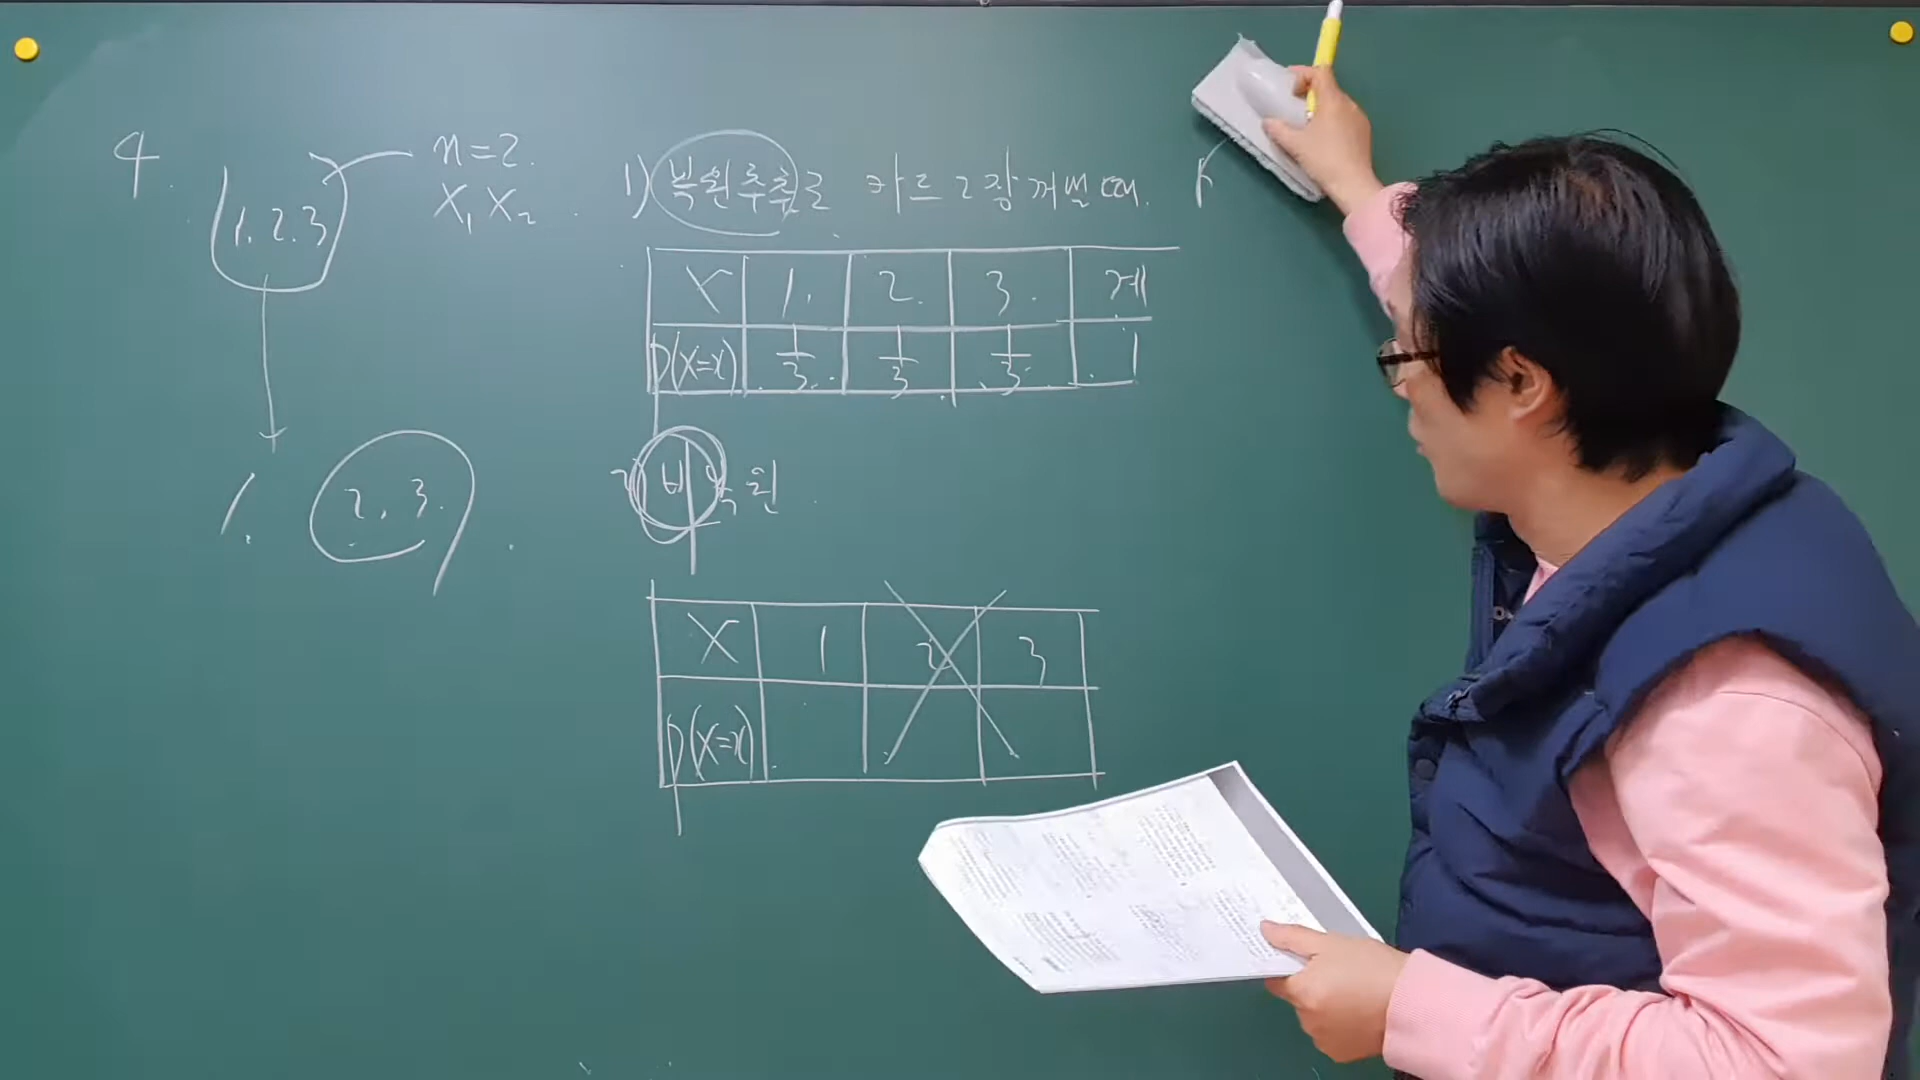 4.
1. 2. 3
n=2.
X₁ X₂
1) 복원추출로 카드 2장 꺼낼 때.
X 1. 2. 3. 계
P(X=x) 1/3 1/3 1/3 1
1. 2, 3.
2) 비복원
X 1 2 3
P(X=x)